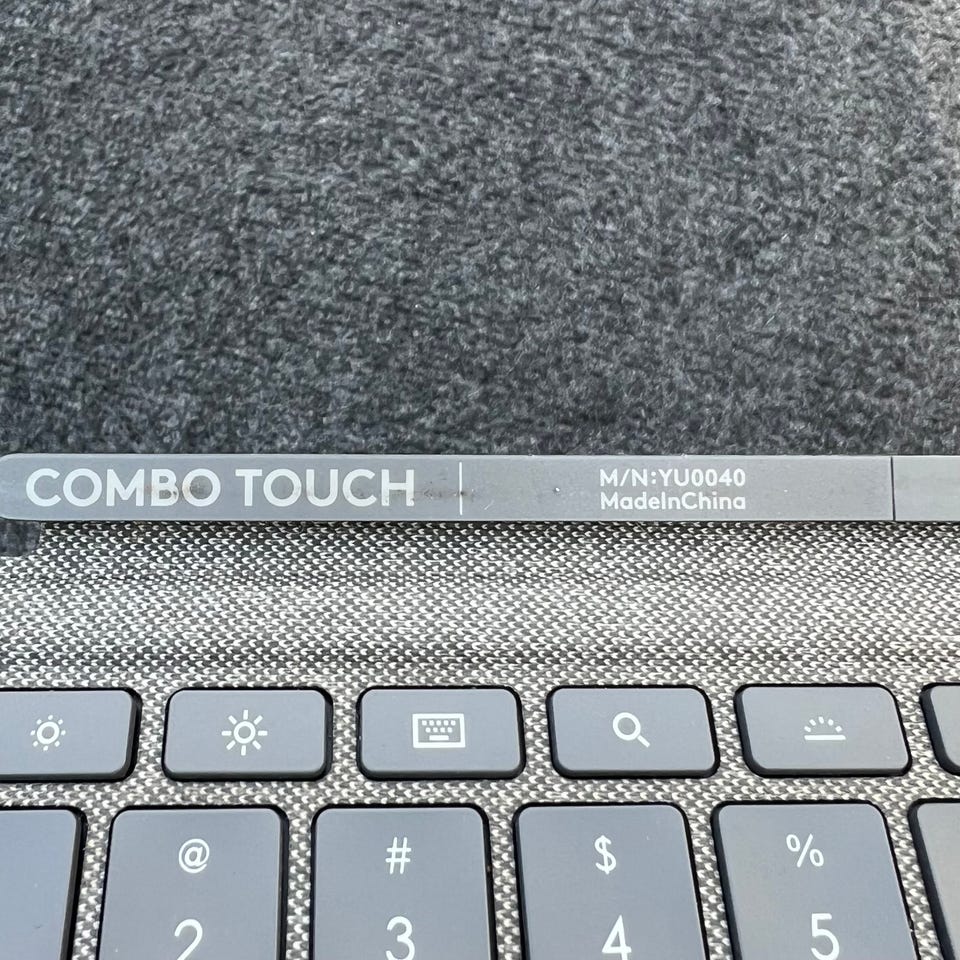 COMBO TOUCH
M/N:YU0040
MadeInChina
@ # $ %
2 3 4 5